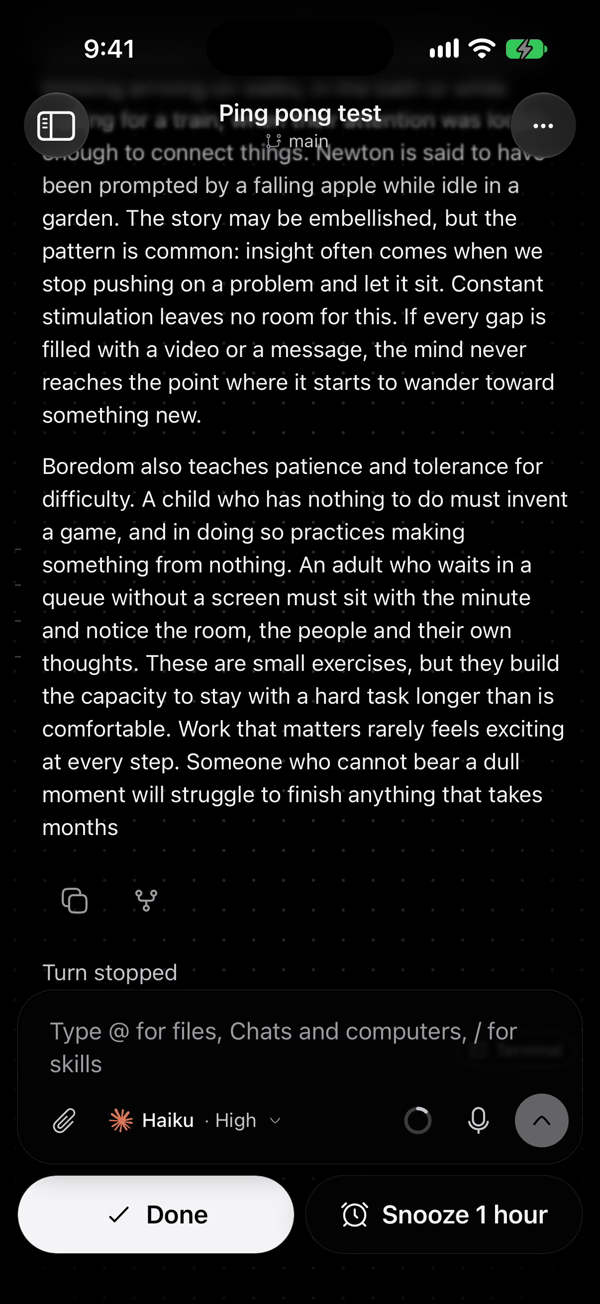 9:41
Ping pong test
main
enough to connect things. Newton is said to have
been prompted by a falling apple while idle in a
garden. The story may be embellished, but the
pattern is common: insight often comes when we
stop pushing on a problem and let it sit. Constant
stimulation leaves no room for this. If every gap is
filled with a video or a message, the mind never
reaches the point where it starts to wander toward
something new.
Boredom also teaches patience and tolerance for
difficulty. A child who has nothing to do must invent
a game, and in doing so practices making
something from nothing. An adult who waits in a
queue without a screen must sit with the minute
and notice the room, the people and their own
thoughts. These are small exercises, but they build
the capacity to stay with a hard task longer than is
comfortable. Work that matters rarely feels exciting
at every step. Someone who cannot bear a dull
moment will struggle to finish anything that takes
months
Turn stopped
Type @ for files, Chats and computers, / for
skills
Terminal
Haiku · High
Done
Snooze 1 hour